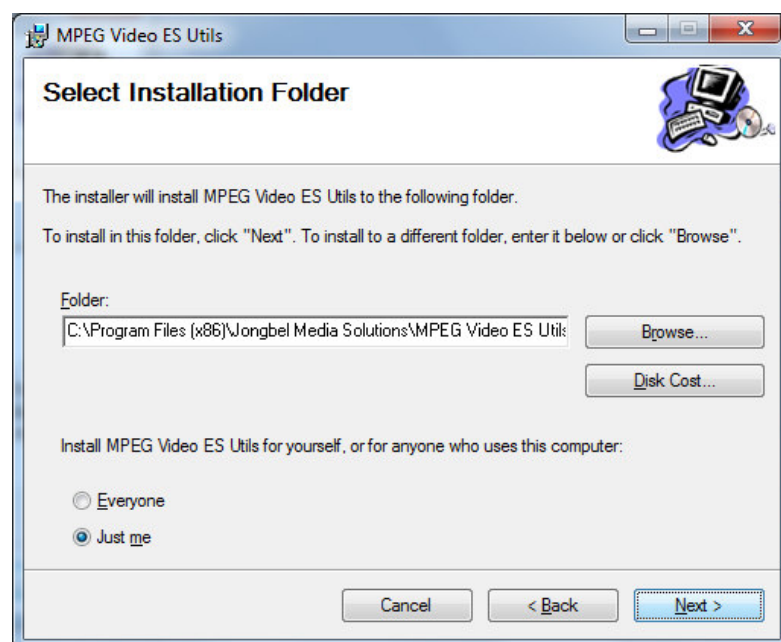 MPEG Video ES Utils
Select Installation Folder
The installer will install MPEG Video ES Utils to the following folder.
To install in this folder, click "Next". To install to a different folder, enter it below or click "Browse".
Folder:
C:\Program Files (x86)\Jongbel Media Solutions\MPEG Video ES Utils
Browse...
Disk Cost...
Install MPEG Video ES Utils for yourself, or for anyone who uses this computer:
Everyone
Just me
Cancel
< Back
Next >